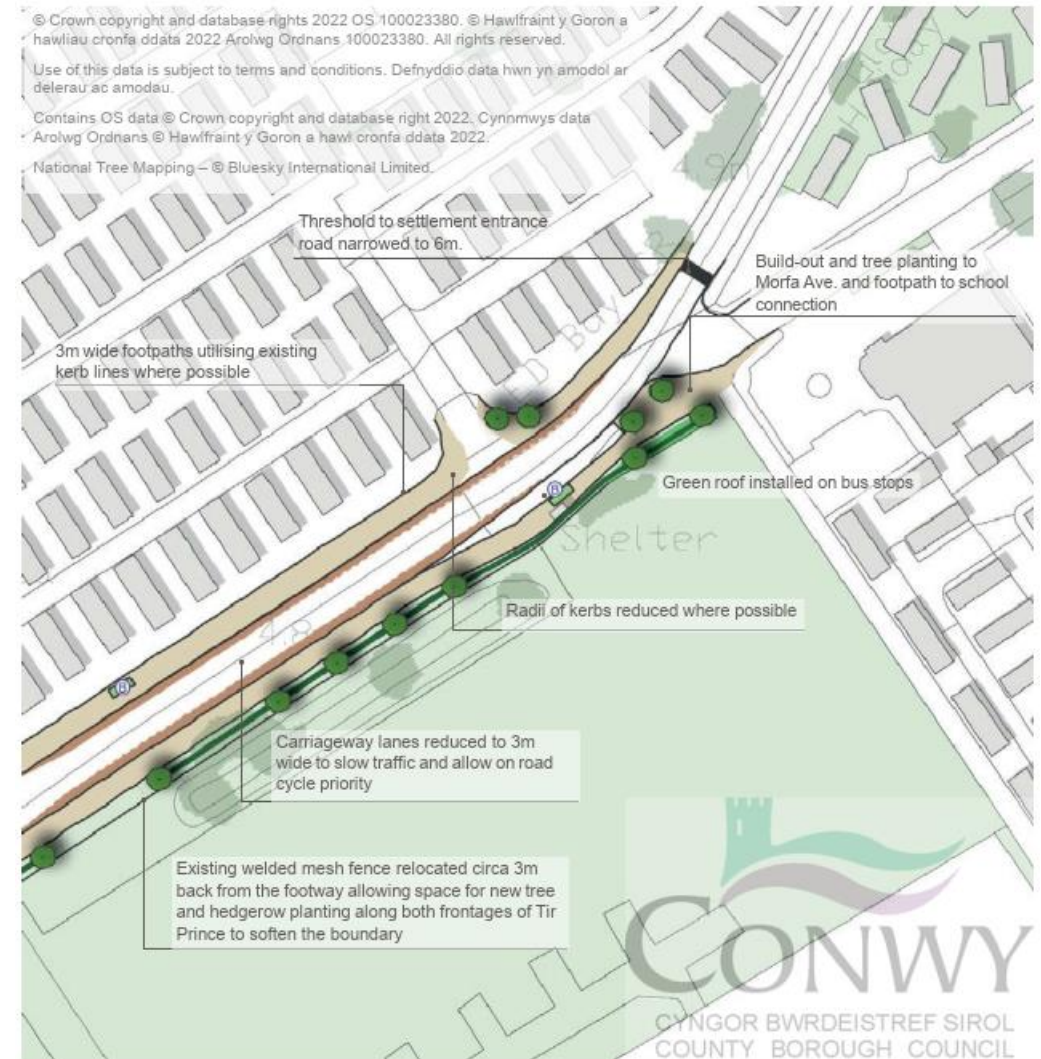 © Crown copyright and database rights 2022 OS 100023380. © Hawlfraint y Goron a
hawliau cronfa ddata 2022 Arolwg Ordnans 100023380. All rights reserved.
Use of this data is subject to terms and conditions. Defnyddio data hwn yn amodol ar
delerau ac amodau.
Contains OS data © Crown copyright and database right 2022. Cynnmwys data
Arolwg Ordnans © Hawlfraint y Goron a hawl cronfa ddata 2022.
National Tree Mapping – © Bluesky International Limited.
4.9m
Threshold to settlement entrance
road narrowed to 6m.
Build-out and tree planting to
Morfa Ave. and footpath to school
connection
Bay
3m wide footpaths utilising existing
kerb lines where possible
Green roof installed on bus stops
B
Shelter
Radii of kerbs reduced where possible
4.8
B
Carriageway lanes reduced to 3m
wide to slow traffic and allow on road
cycle priority
Existing welded mesh fence relocated circa 3m
back from the footway allowing space for new tree
and hedgerow planting along both frontages of Tir
Prince to soften the boundary
CONWY
CYNGOR BWRDEISTREF SIROL
COUNTY BOROUGH COUNCIL